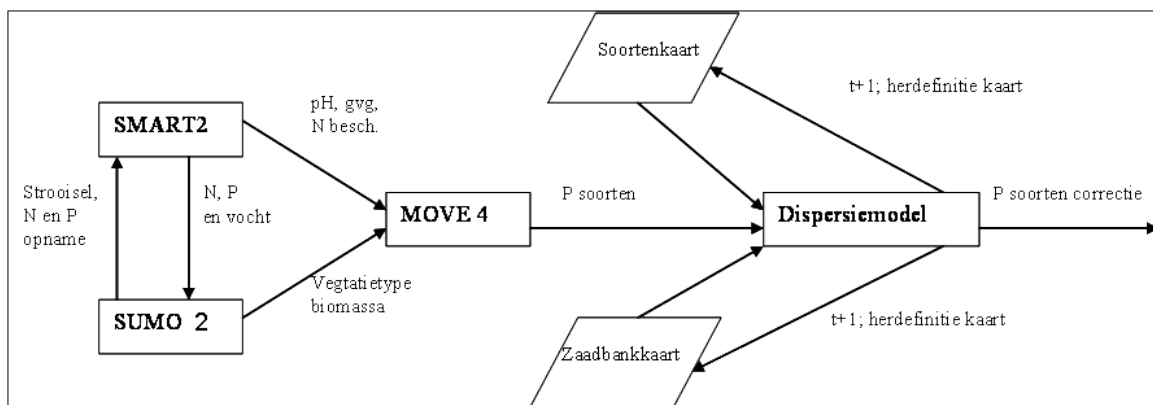 Soortenkaart
t+1; herdefinitie kaart
pH, gvg,
N besch.
SMART2
Strooisel,
N en P
opname
N, P
en vocht
MOVE 4
P soorten
Dispersiemodel
P soorten correctie
Vegtatietype
biomassa
SUMO 2
t+1; herdefinitie kaart
Zaadbankkaart